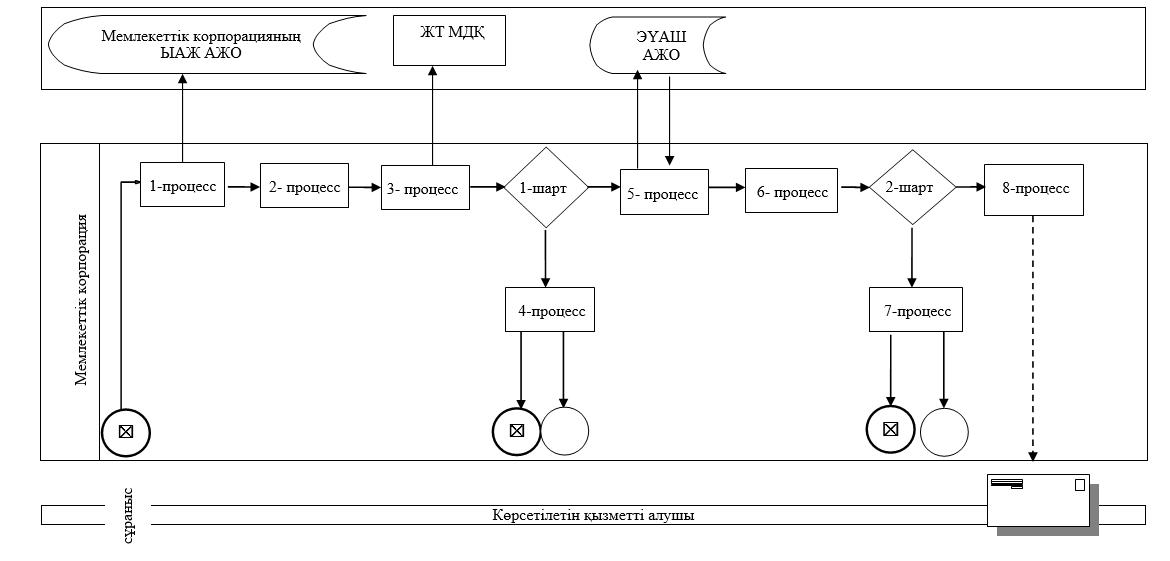 Мемлекеттік корпорацияның
ЫАЖ АЖО
ЖТ МДҚ
ЭҮАШ
АЖО
Мемлекеттік корпорация
1-процесс
2- процесс
3- процесс
1-шарт
5- процесс
6- процесс
2-шарт
8-процесс
4-процесс
7-процесс
сұраныс
Көрсетілетін қызметті алушы